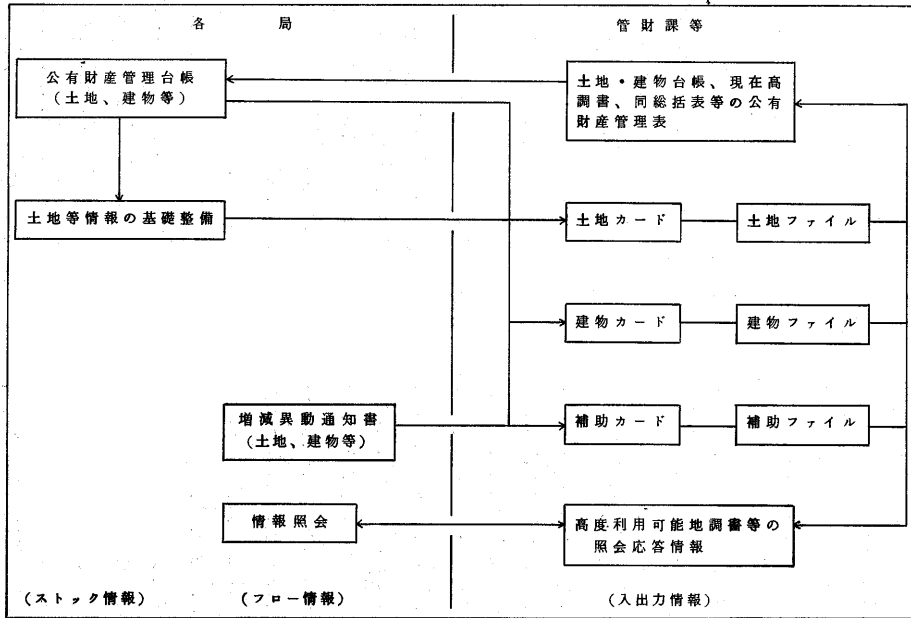 各局
管財課等
公有財産管理台帳
(土地、建物等)
土地・建物台帳、現在高
調書、同総括表等の公有
財産管理表
土地等情報の基礎整備
土地カード
土地ファイル
建物カード
建物ファイル
増減異動通知書
(土地、建物等)
補助カード
補助ファイル
情報照会
高度利用可能地調書等の
照会応答情報
(ストック情報)
(フロー情報)
(入出力情報)